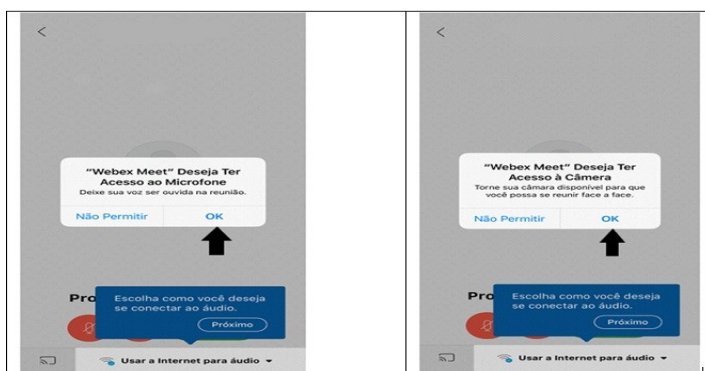 “Webex Meet” Deseja Ter
Acesso ao Microfone
Deixe sua voz ser ouvida na reunião.
Não Permitir OK
Pro
Escolha como você deseja
se conectar ao áudio.
Próximo
Usar a Internet para áudio
“Webex Meet” Deseja Ter
Acesso à Câmera
Torne sua câmara disponível para que
você possa se reunir face a face.
Não Permitir OK
Pro
Escolha como você deseja
se conectar ao áudio.
Próximo
Usar a Internet para áudio